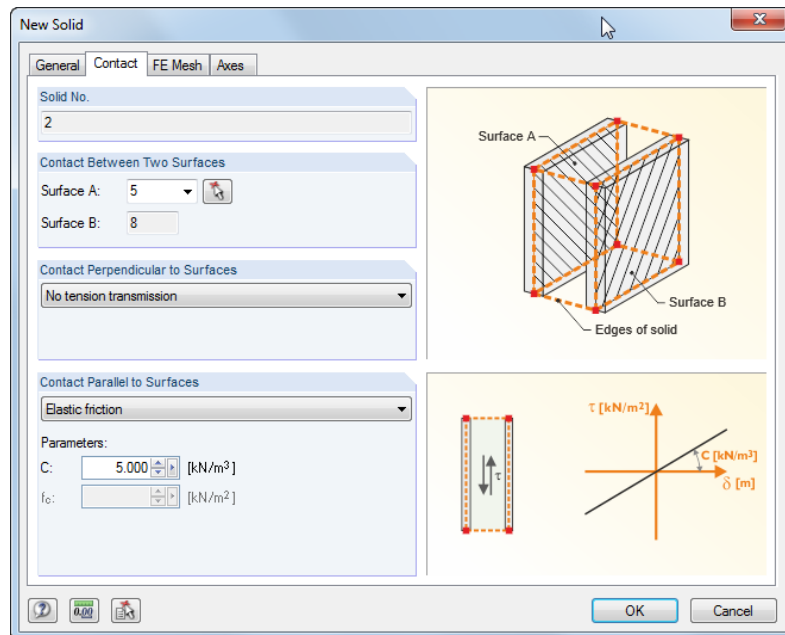 New Solid
General Contact FE Mesh Axes
Solid No.
2
Contact Between Two Surfaces
Surface A: 5
Surface B: 8
Contact Perpendicular to Surfaces
No tension transmission
Contact Parallel to Surfaces
Elastic friction
Parameters:
C: 5.000 [kN/m³]
fc: [kN/m²]
Surface A
Surface B
Edges of solid
τ
τ [kN/m²]
C [kN/m³]
δ [m]
0.00
OK Cancel